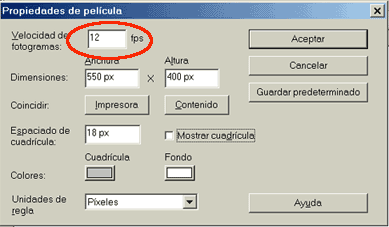 Propiedades de película
Velocidad de fotogramas: 12 fps
Aceptar
Anchura Altura
Dimensiones: 550 px × 400 px
Cancelar
Coincidir: Impresora Contenido
Guardar predeterminado
Espaciado de cuadrícula: 18 px
Mostrar cuadrícula
Cuadrícula Fondo
Colores:
Unidades de regla Píxeles
Ayuda